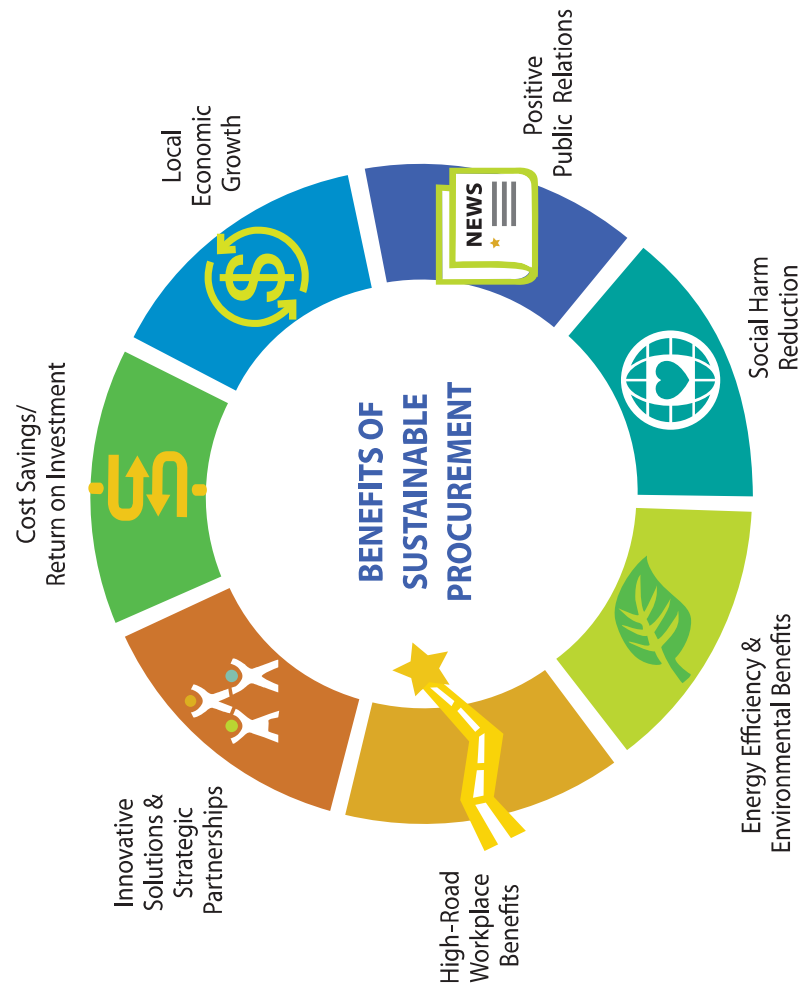 BENEFITS OF
SUSTAINABLE
PROCUREMENT
Cost Savings/
Return on Investment
Local
Economic
Growth
NEWS
Positive
Public Relations
Social Harm
Reduction
Energy Efficiency &
Environmental Benefits
High-Road
Workplace
Benefits
Innovative
Solutions &
Strategic
Partnerships
$